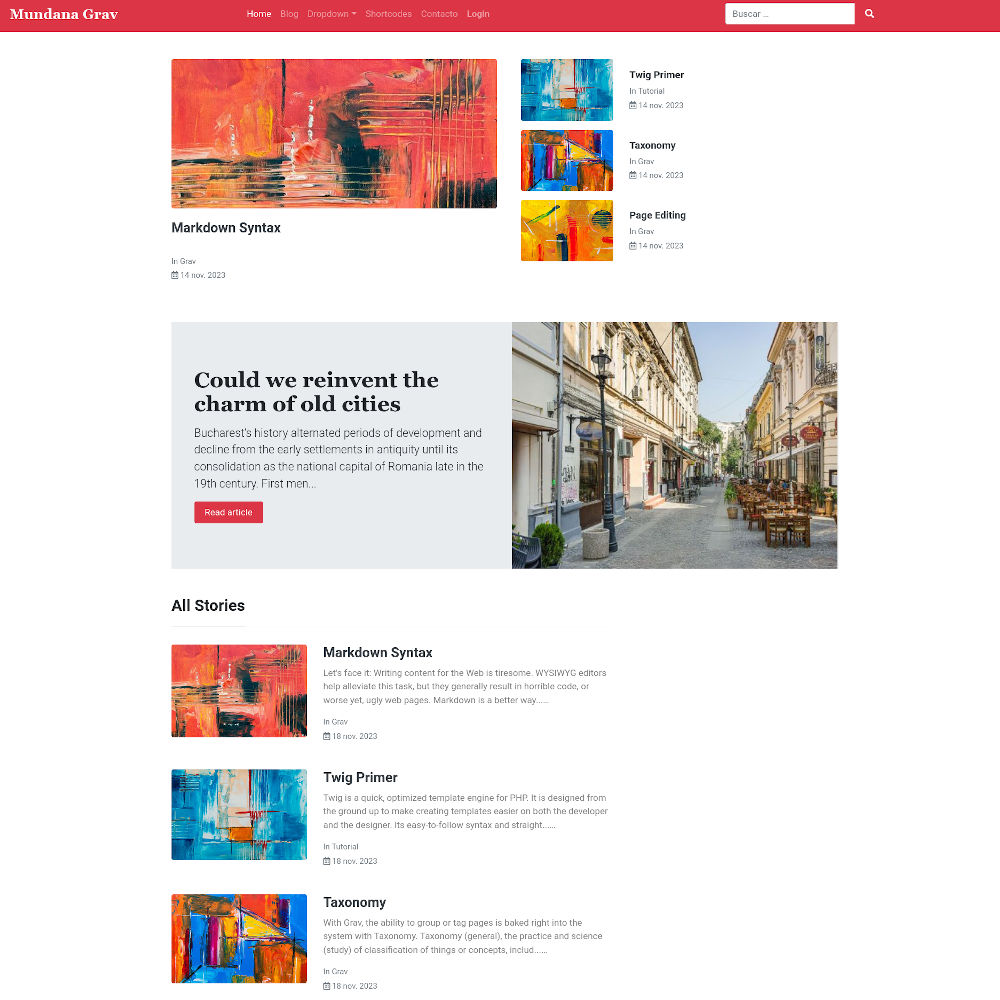 Mundana Grav
Home Blog Dropdown Shortcodes Contacto Login
Buscar ...
Markdown Syntax
In Grav
14 nov. 2023
Twig Primer
In Tutorial
14 nov. 2023
Taxonomy
In Grav
14 nov. 2023
Page Editing
In Grav
14 nov. 2023
Could we reinvent the
charm of old cities
Bucharest's history alternated periods of development and
decline from the early settlements in antiquity until its
consolidation as the national capital of Romania late in the
19th century. First men...
Read article
All Stories
Markdown Syntax
Let's face it: Writing content for the Web is tiresome. WYSIWYG editors
help alleviate this task, but they generally result in horrible code, or
worse yet, ugly web pages. Markdown is a better way......
In Grav
18 nov. 2023
Twig Primer
Twig is a quick, optimized template engine for PHP. It is designed from
the ground up to make creating templates easier on both the developer
and the designer. Its easy-to-follow syntax and straight......
In Tutorial
18 nov. 2023
Taxonomy
With Grav, the ability to group or tag pages is baked right into the
system with Taxonomy. Taxonomy (general), the practice and science
(study) of classification of things or concepts, includ......
In Grav
18 nov. 2023